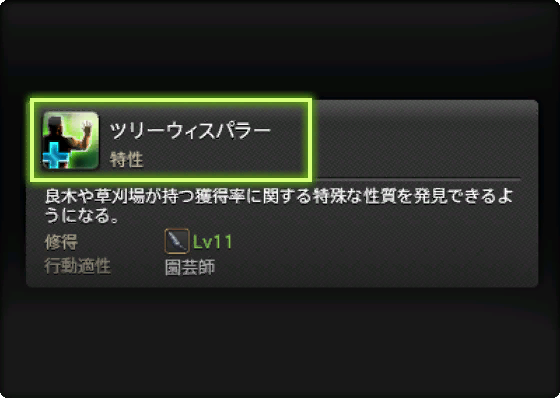 ツリーウィスパラー
特性
良木や草刈場が持つ獲得率に関する特殊な性質を発見できるよ
うになる。
修得 Lv11
行動適性 園芸師